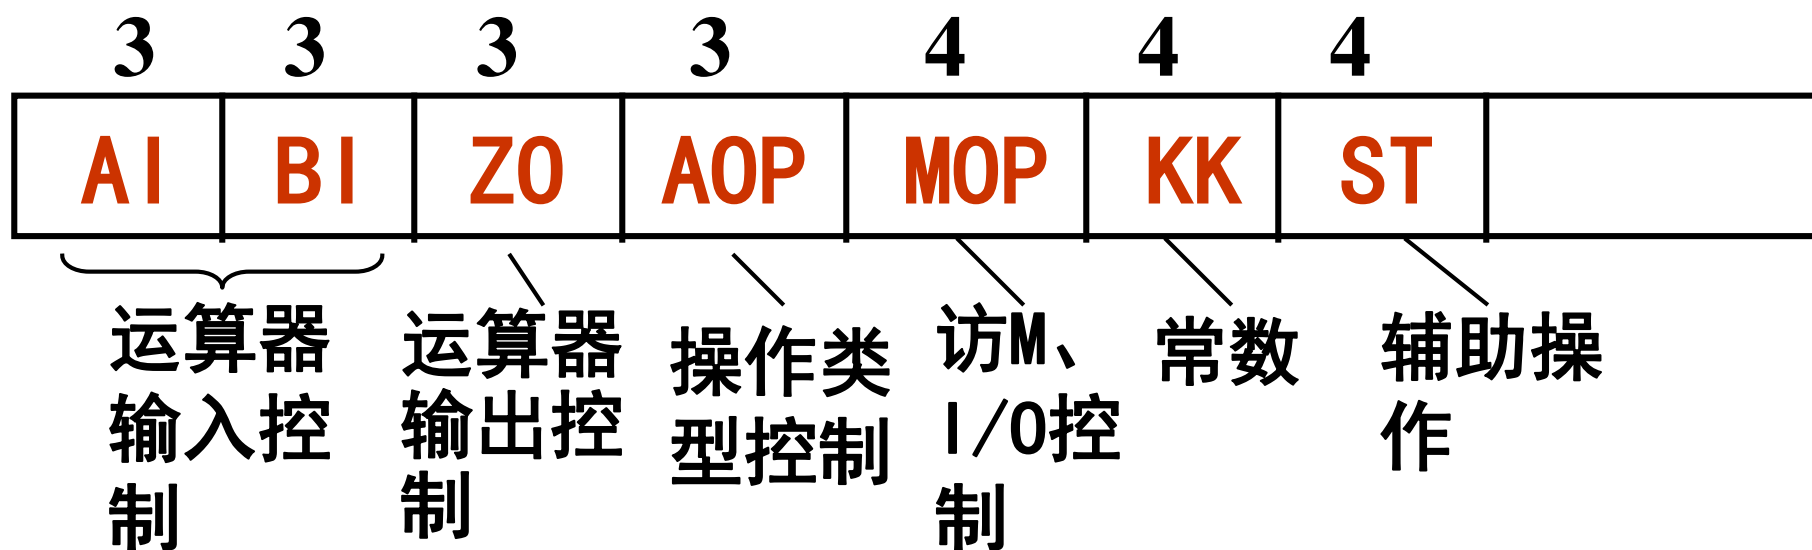 3 3 3 3 4 4 4
AI BI ZO AOP MOP KK ST
运算器
输入控
制
运算器
输出控
制
操作类
型控制
访M、
I/O控
制
常数
辅助操
作